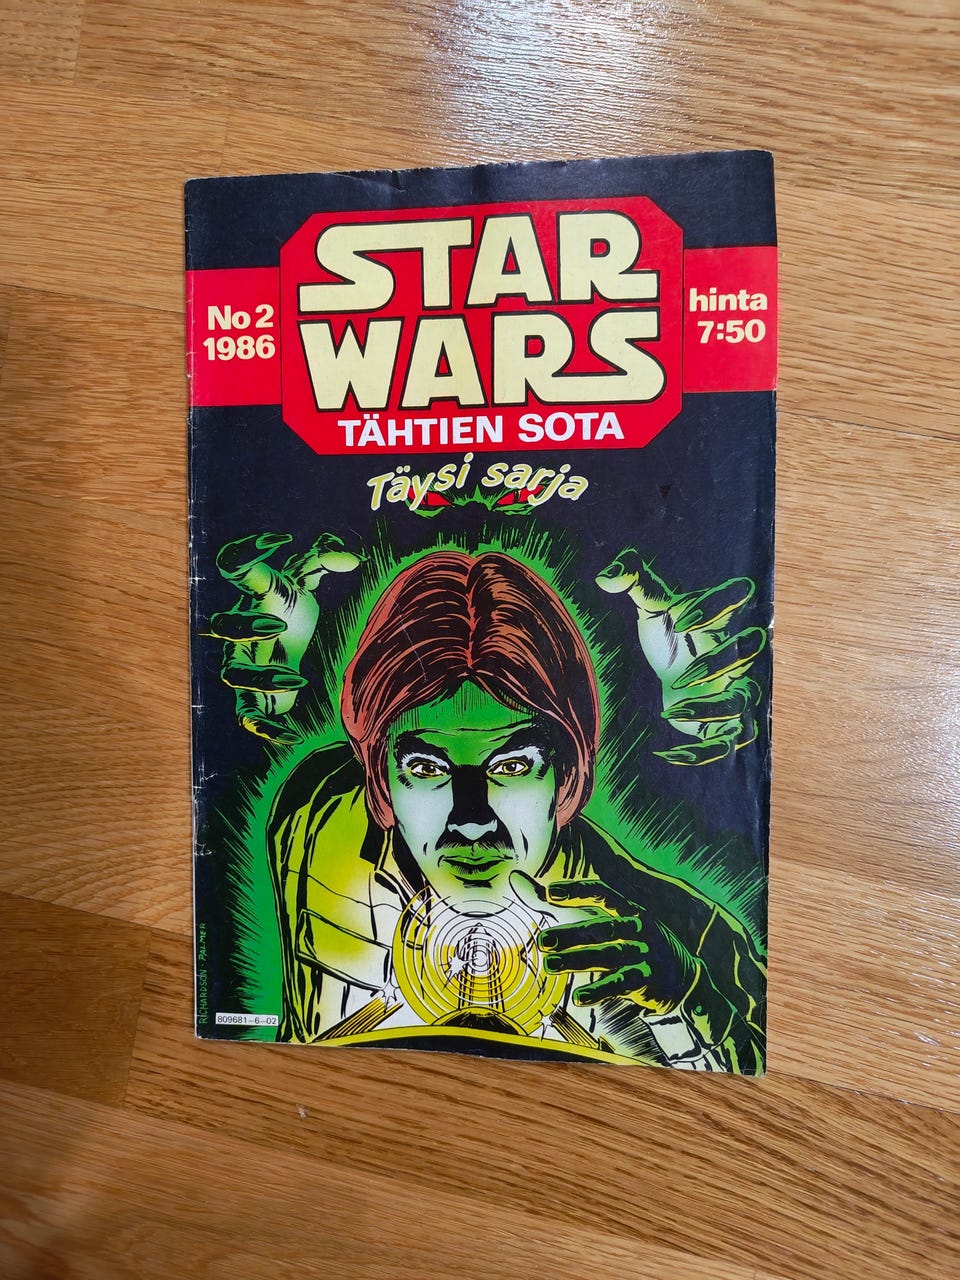 STAR
WARS
TÄHTIEN SOTA
No 2
1986
hinta
7:50
Täysi sarja
RICHARDSON · PALMER
809681-6-02